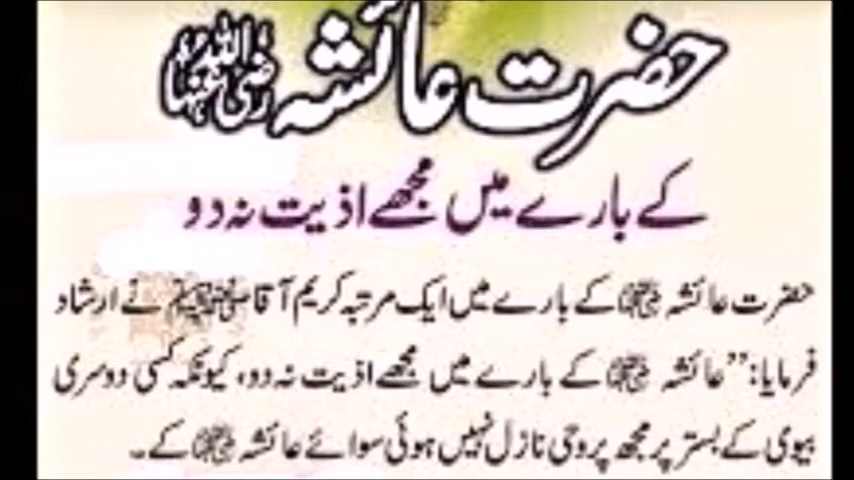 حضرت عائشہ رضی اللہ عنہا
کے بارے میں مجھے اذیت نہ دو
حضرت عائشہ رضی اللہ عنہا کے بارے میں ایک مرتبہ کریم آقا صلی اللہ علیہ وسلم نے ارشاد
فرمایا: ”عائشہ رضی اللہ عنہا کے بارے میں مجھے اذیت نہ دو، کیونکہ کسی دوسری
بیوی کے بستر پر مجھ پر وحی نازل نہیں ہوئی سوائے عائشہ رضی اللہ عنہا کے۔